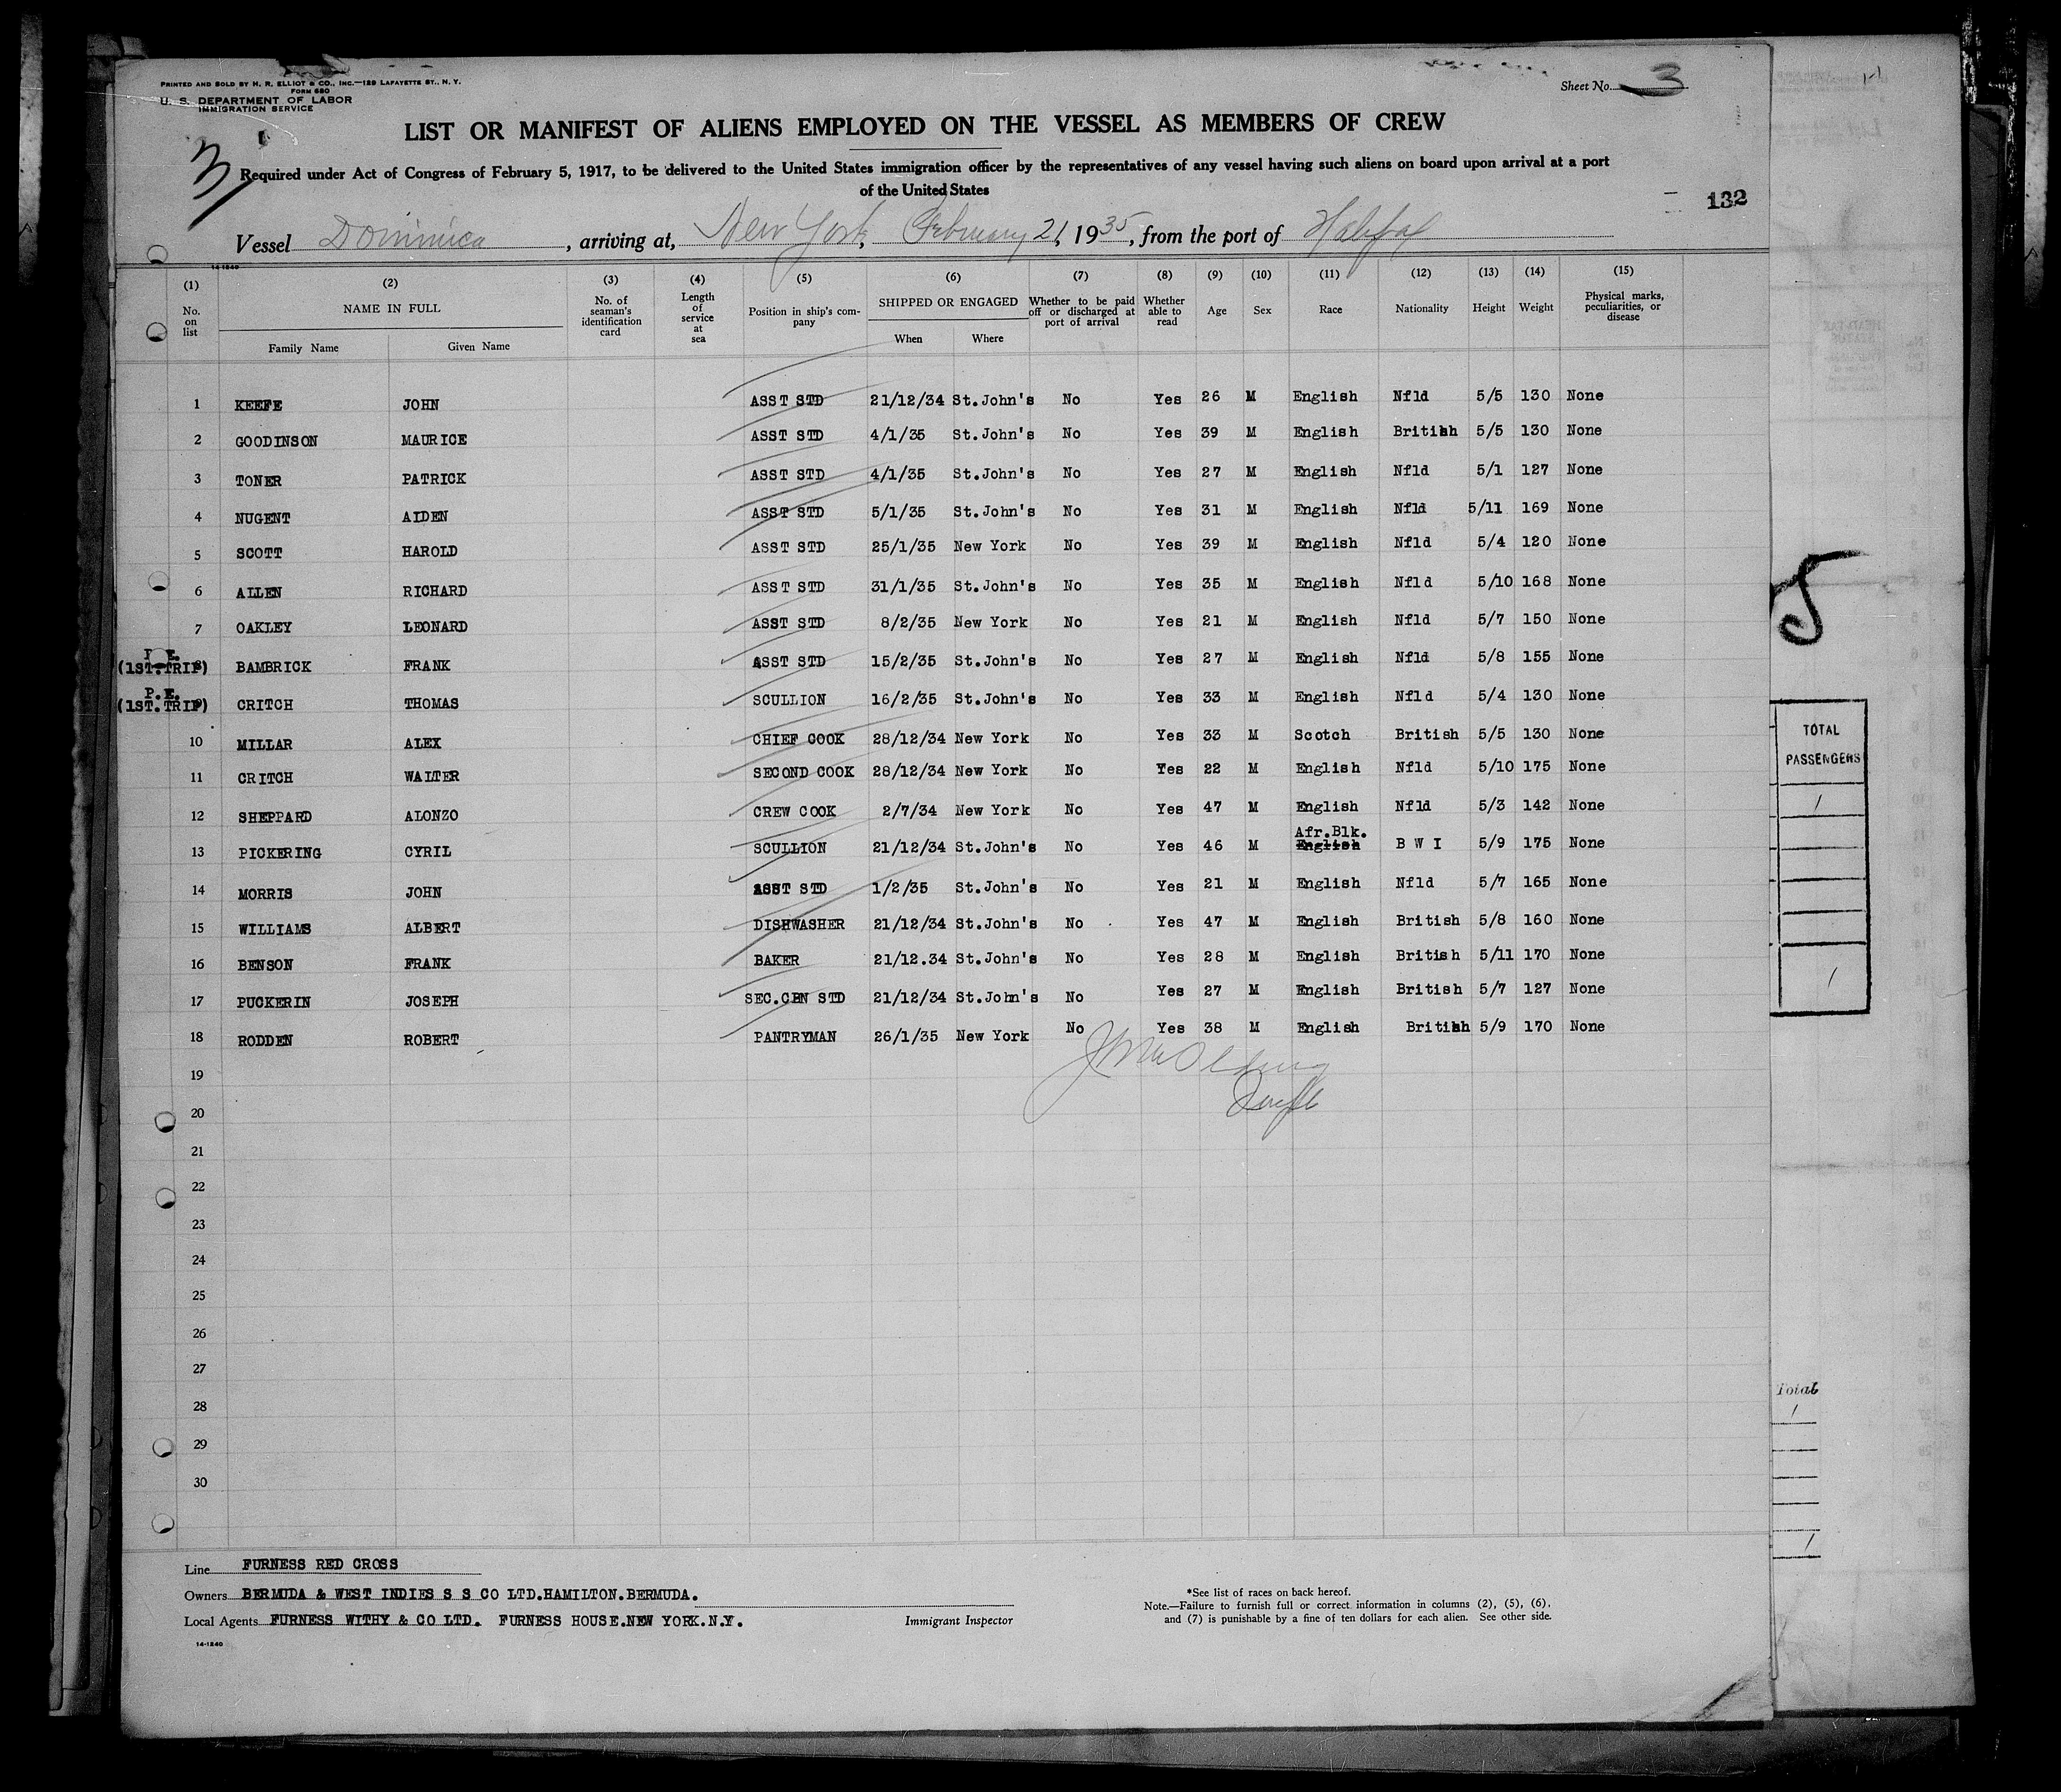 PRINTED AND SOLD BY H. R. ELLIOT & CO., INC.—129 LAFAYETTE ST., N. Y.
FORM 680
U. S. DEPARTMENT OF LABOR
IMMIGRATION SERVICE
Sheet No. 3
LIST OR MANIFEST OF ALIENS EMPLOYED ON THE VESSEL AS MEMBERS OF CREW
3
Required under Act of Congress of February 5, 1917, to be delivered to the United States immigration officer by the representatives of any vessel having such aliens on board upon arrival at a port
of the United States
132
Vessel Dominica, arriving at, New York, February 21, 1935, from the port of Halifax
14-1240
(1) (2) (3) (4) (5) (6) (7) (8) (9) (10) (11) (12) (13) (14) (15)
No. on list NAME IN FULL Family Name Given Name No. of seaman's identification card Length of service at sea Position in ship's company SHIPPED OR ENGAGED When Where Whether to be paid off or discharged at port of arrival Whether able to read Age Sex Race Nationality Height Weight Physical marks, peculiarities, or disease
1 KEEFE JOHN ASST STD 21/12/34 St.John's No Yes 26 M English Nfld 5/5 130 None
2 GOODINSON MAURICE ASST STD 4/1/35 St.John's No Yes 39 M English British 5/5 130 None
3 TONER PATRICK ASST STD 4/1/35 St.John's No Yes 27 M English Nfld 5/1 127 None
4 NUGENT AIDEN ASST STD 5/1/35 St.John's No Yes 31 M English Nfld 5/11 169 None
5 SCOTT HAROLD ASST STD 25/1/35 New York No Yes 39 M English Nfld 5/4 120 None
6 ALLEN RICHARD ASST STD 31/1/35 St.John's No Yes 35 M English Nfld 5/10 168 None
7 OAKLEY LEONARD ASST STD 8/2/35 New York No Yes 21 M English Nfld 5/7 150 None
P.E.
(1ST.TRIP) 8 BAMBRICK FRANK ASST STD 15/2/35 St.John's No Yes 27 M English Nfld 5/8 155 None
P.E.
(1ST.TRIP) 9 CRITCH THOMAS SCULLION 16/2/35 St.John's No Yes 33 M English Nfld 5/4 130 None
10 MILLAR ALEX CHIEF COOK 28/12/34 New York No Yes 33 M Scotch British 5/5 130 None
11 CRITCH WALTER SECOND COOK 28/12/34 New York No Yes 22 M English Nfld 5/10 175 None
12 SHEPPARD ALONZO CREW COOK 2/7/34 New York No Yes 47 M English Nfld 5/3 142 None
Afr.Blk.
13 PICKERING CYRIL SCULLION 21/12/34 St.John's No Yes 46 M English B W I 5/9 175 None
14 MORRIS JOHN ASST STD 1/2/35 St.John's No Yes 21 M English Nfld 5/7 165 None
15 WILLIAMS ALBERT DISHWASHER 21/12/34 St.John's No Yes 47 M English British 5/8 160 None
16 BENSON FRANK BAKER 21/12.34 St.John's No Yes 28 M English British 5/11 170 None
17 PUCKERIN JOSEPH SEC.CBN STD 21/12/34 St.John's No Yes 27 M English British 5/7 127 None
18 RODDEN ROBERT PANTRYMAN 26/1/35 New York No Yes 38 M English British 5/9 170 None
19
20
21
22
23
24
25
26
27
28
29
30
Line FURNESS RED CROSS
Owners BERMUDA & WEST INDIES S S CO LTD.HAMILTON.BERMUDA.
Local Agents FURNESS WITHY & CO LTD. FURNESS HOUSE.NEW YORK.N.Y.
Immigrant Inspector
*See list of races on back hereof.
Note.—Failure to furnish full or correct information in columns (2), (5), (6),
and (7) is punishable by a fine of ten dollars for each alien. See other side.
14-1240
TOTAL
PASSENGERS
1
1
Total
1
1